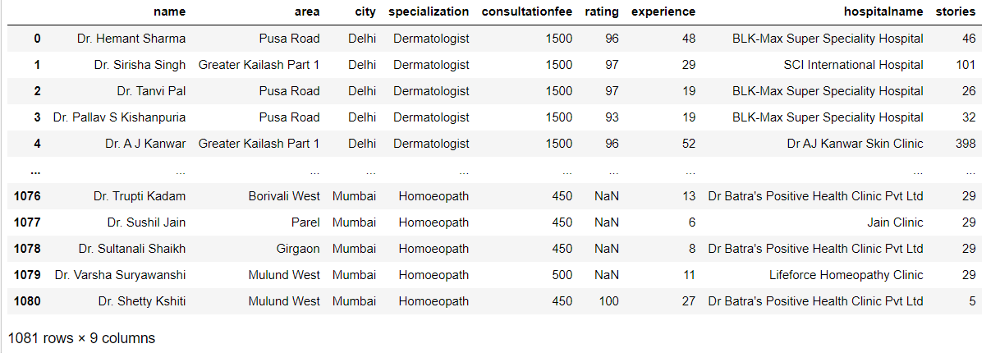 name area city specialization consultationfee rating experience hospitalname stories
0 Dr. Hemant Sharma Pusa Road Delhi Dermatologist 1500 96 48 BLK-Max Super Speciality Hospital 46
1 Dr. Sirisha Singh Greater Kailash Part 1 Delhi Dermatologist 1500 97 29 SCI International Hospital 101
2 Dr. Tanvi Pal Pusa Road Delhi Dermatologist 1500 97 19 BLK-Max Super Speciality Hospital 26
3 Dr. Pallav S Kishanpuria Pusa Road Delhi Dermatologist 1500 93 19 BLK-Max Super Speciality Hospital 32
4 Dr. A J Kanwar Greater Kailash Part 1 Delhi Dermatologist 1500 96 52 Dr AJ Kanwar Skin Clinic 398
... ... ... ... ... ... ... ... ... ...
1076 Dr. Trupti Kadam Borivali West Mumbai Homoeopath 450 NaN 13 Dr Batra's Positive Health Clinic Pvt Ltd 29
1077 Dr. Sushil Jain Parel Mumbai Homoeopath 450 NaN 6 Jain Clinic 29
1078 Dr. Sultanali Shaikh Girgaon Mumbai Homoeopath 450 NaN 8 Dr Batra's Positive Health Clinic Pvt Ltd 29
1079 Dr. Varsha Suryawanshi Mulund West Mumbai Homoeopath 500 NaN 11 Lifeforce Homeopathy Clinic 29
1080 Dr. Shetty Kshiti Mulund West Mumbai Homoeopath 450 100 27 Dr Batra's Positive Health Clinic Pvt Ltd 5
1081 rows × 9 columns